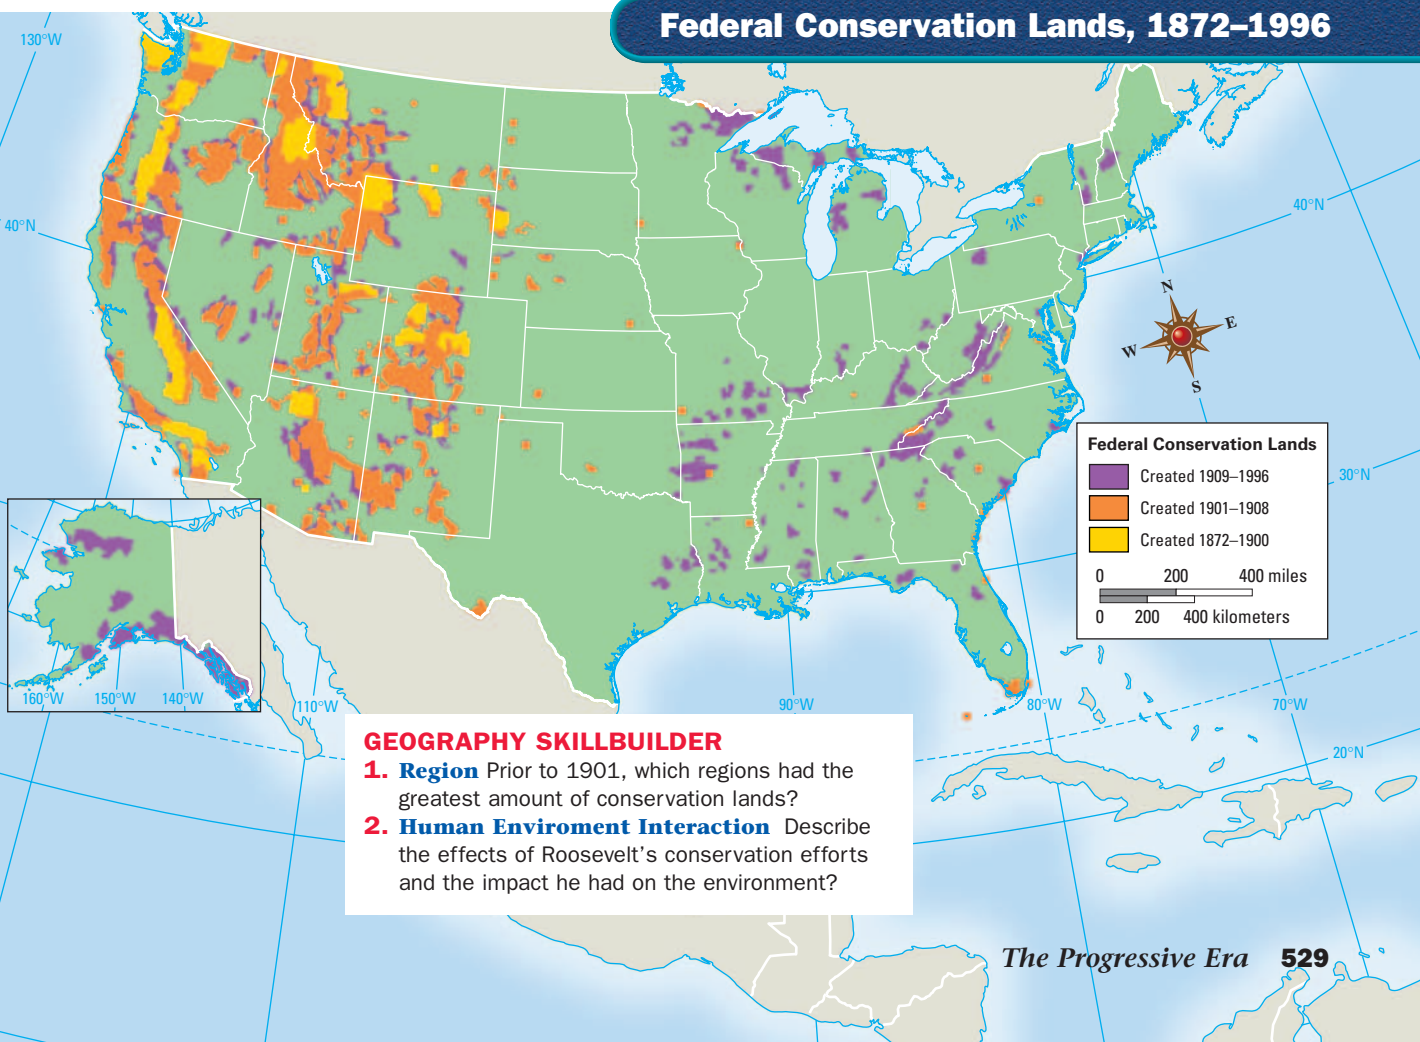 Federal Conservation Lands, 1872–1996
130°W
40°N
40°N
N
E
W
S
30°N
Federal Conservation Lands
Created 1909–1996
Created 1901–1908
Created 1872–1900
0 200 400 miles
0 200 400 kilometers
160°W 150°W 140°W
110°W
90°W
80°W
70°W
20°N
GEOGRAPHY SKILLBUILDER
1. Region Prior to 1901, which regions had the
greatest amount of conservation lands?
2. Human Enviroment Interaction Describe
the effects of Roosevelt's conservation efforts
and the impact he had on the environment?
The Progressive Era 529